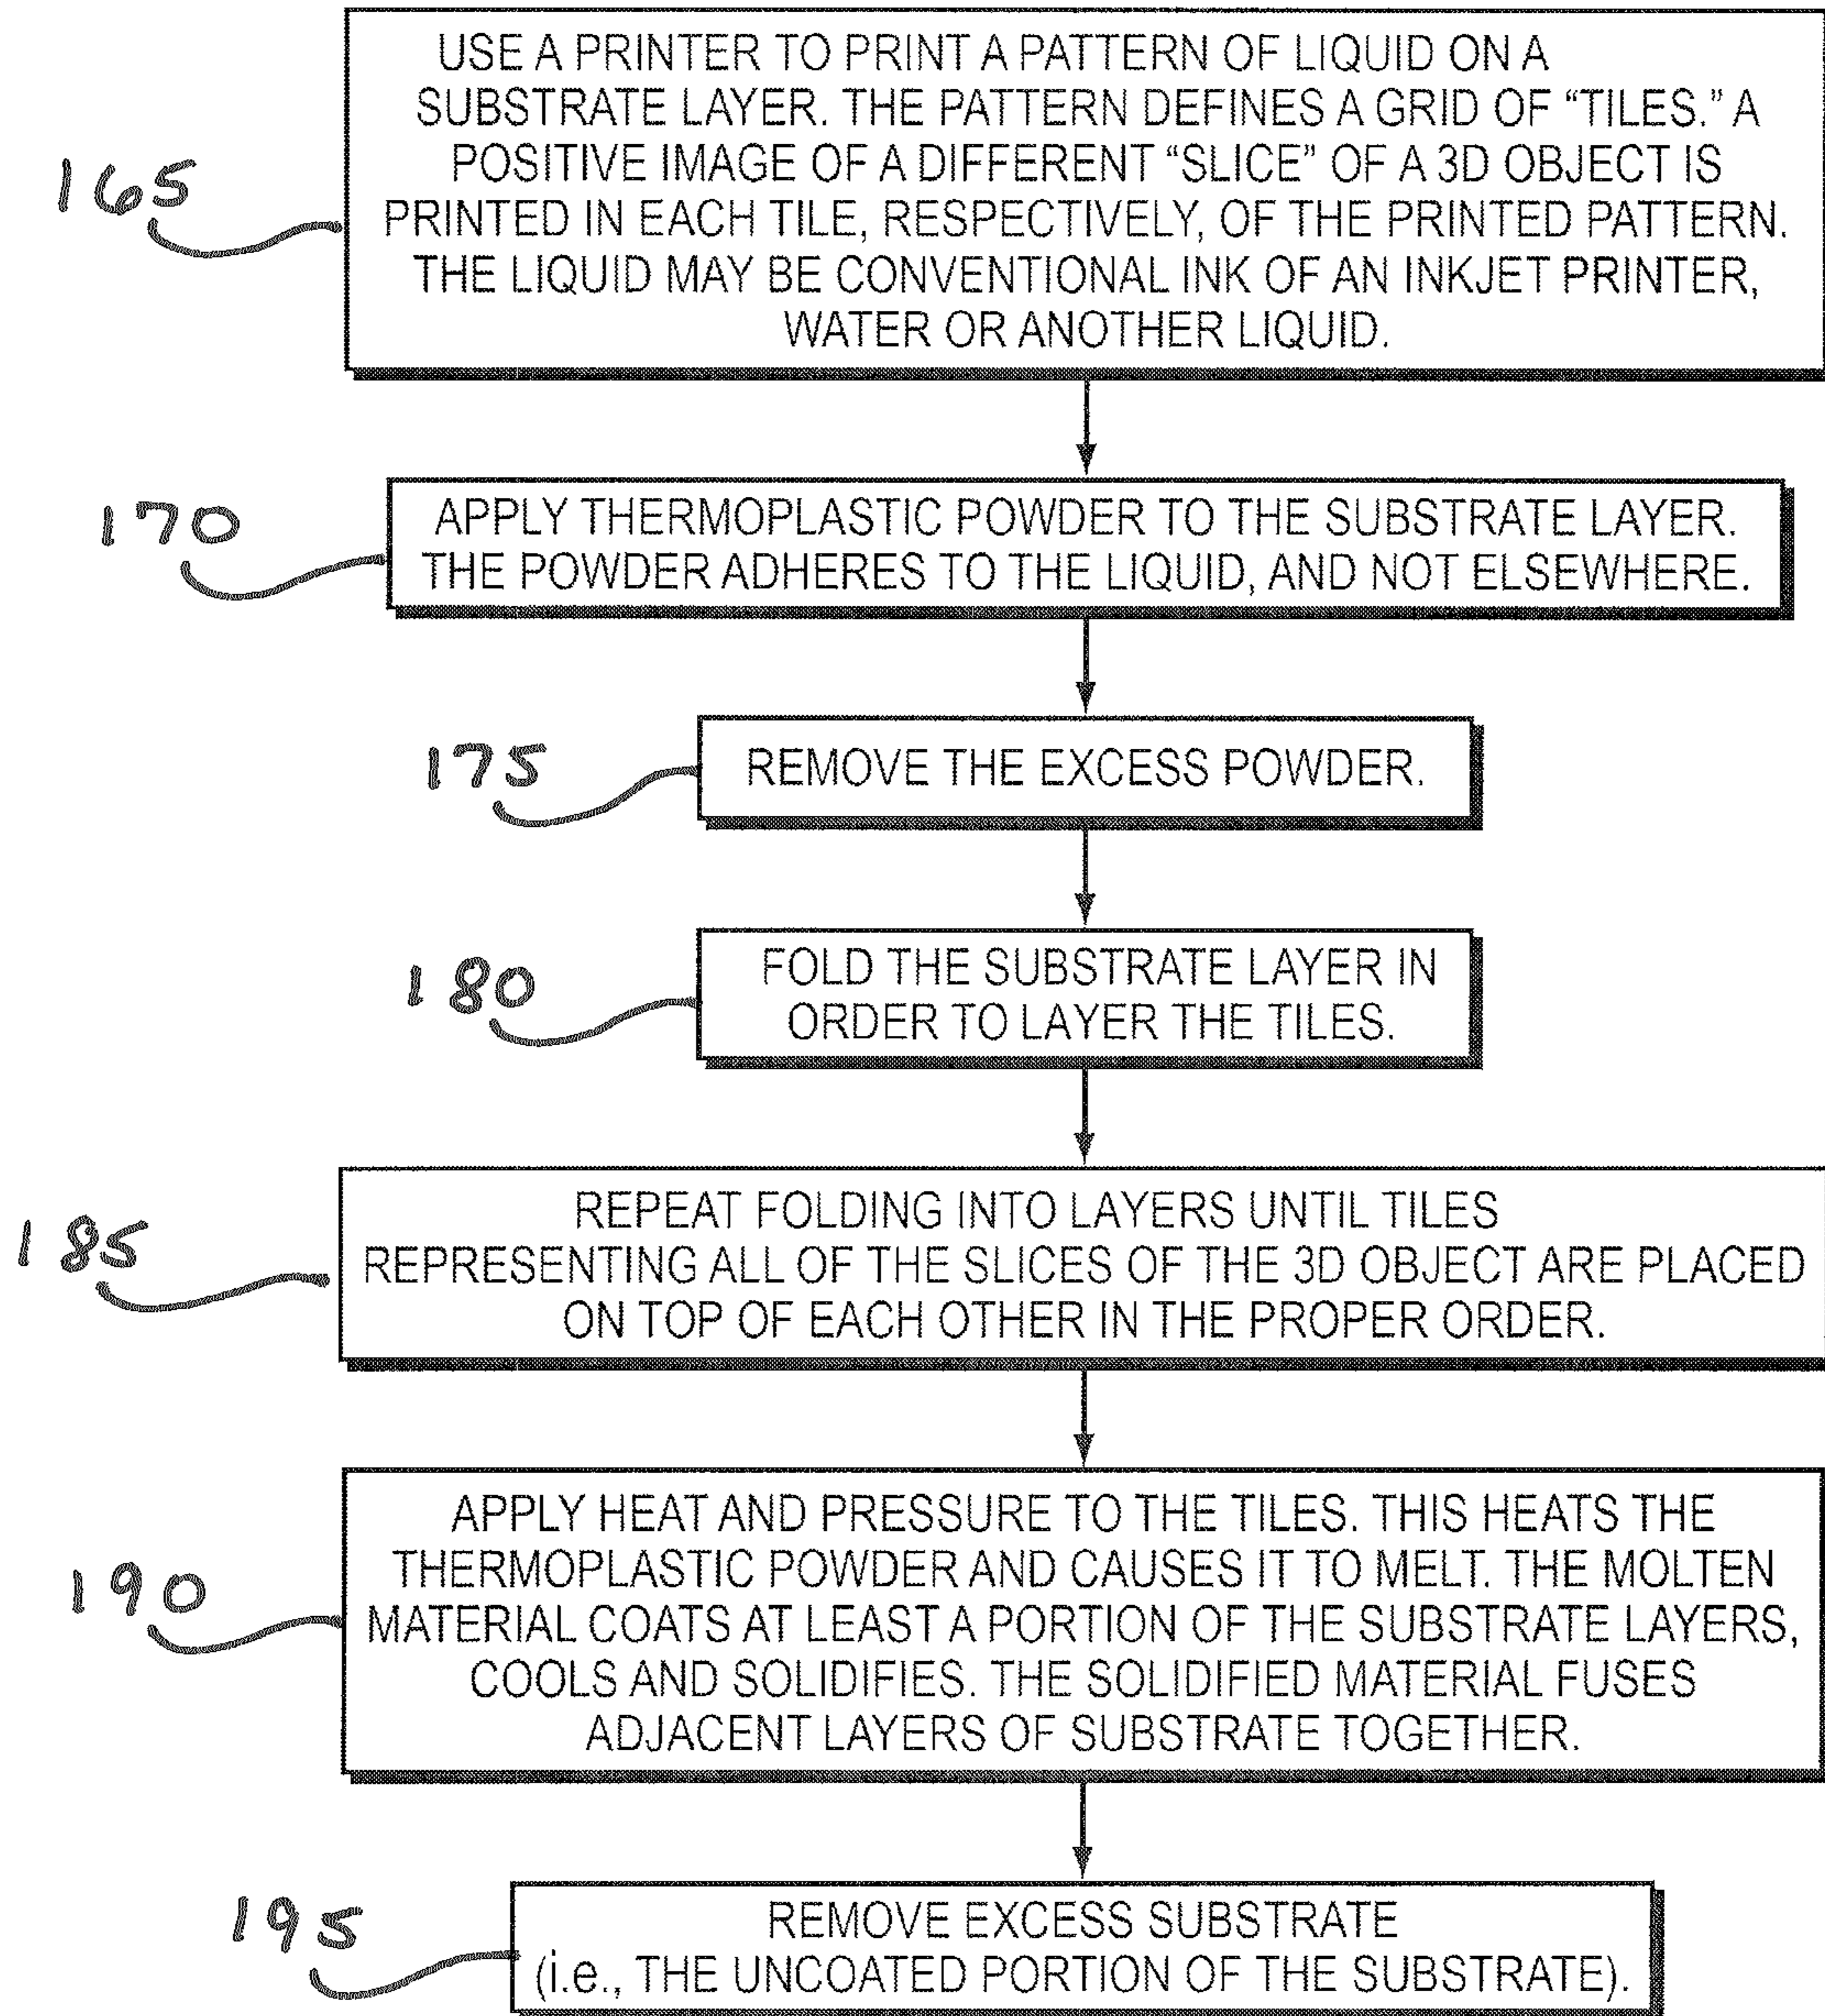 USE A PRINTER TO PRINT A PATTERN OF LIQUID ON A
SUBSTRATE LAYER. THE PATTERN DEFINES A GRID OF “TILES.” A
POSITIVE IMAGE OF A DIFFERENT “SLICE” OF A 3D OBJECT IS
PRINTED IN EACH TILE, RESPECTIVELY, OF THE PRINTED PATTERN.
THE LIQUID MAY BE CONVENTIONAL INK OF AN INKJET PRINTER,
WATER OR ANOTHER LIQUID.
165
APPLY THERMOPLASTIC POWDER TO THE SUBSTRATE LAYER.
THE POWDER ADHERES TO THE LIQUID, AND NOT ELSEWHERE.
170
REMOVE THE EXCESS POWDER.
175
FOLD THE SUBSTRATE LAYER IN
ORDER TO LAYER THE TILES.
180
REPEAT FOLDING INTO LAYERS UNTIL TILES
REPRESENTING ALL OF THE SLICES OF THE 3D OBJECT ARE PLACED
ON TOP OF EACH OTHER IN THE PROPER ORDER.
185
APPLY HEAT AND PRESSURE TO THE TILES. THIS HEATS THE
THERMOPLASTIC POWDER AND CAUSES IT TO MELT. THE MOLTEN
MATERIAL COATS AT LEAST A PORTION OF THE SUBSTRATE LAYERS,
COOLS AND SOLIDIFIES. THE SOLIDIFIED MATERIAL FUSES
ADJACENT LAYERS OF SUBSTRATE TOGETHER.
190
REMOVE EXCESS SUBSTRATE
(i.e., THE UNCOATED PORTION OF THE SUBSTRATE).
195